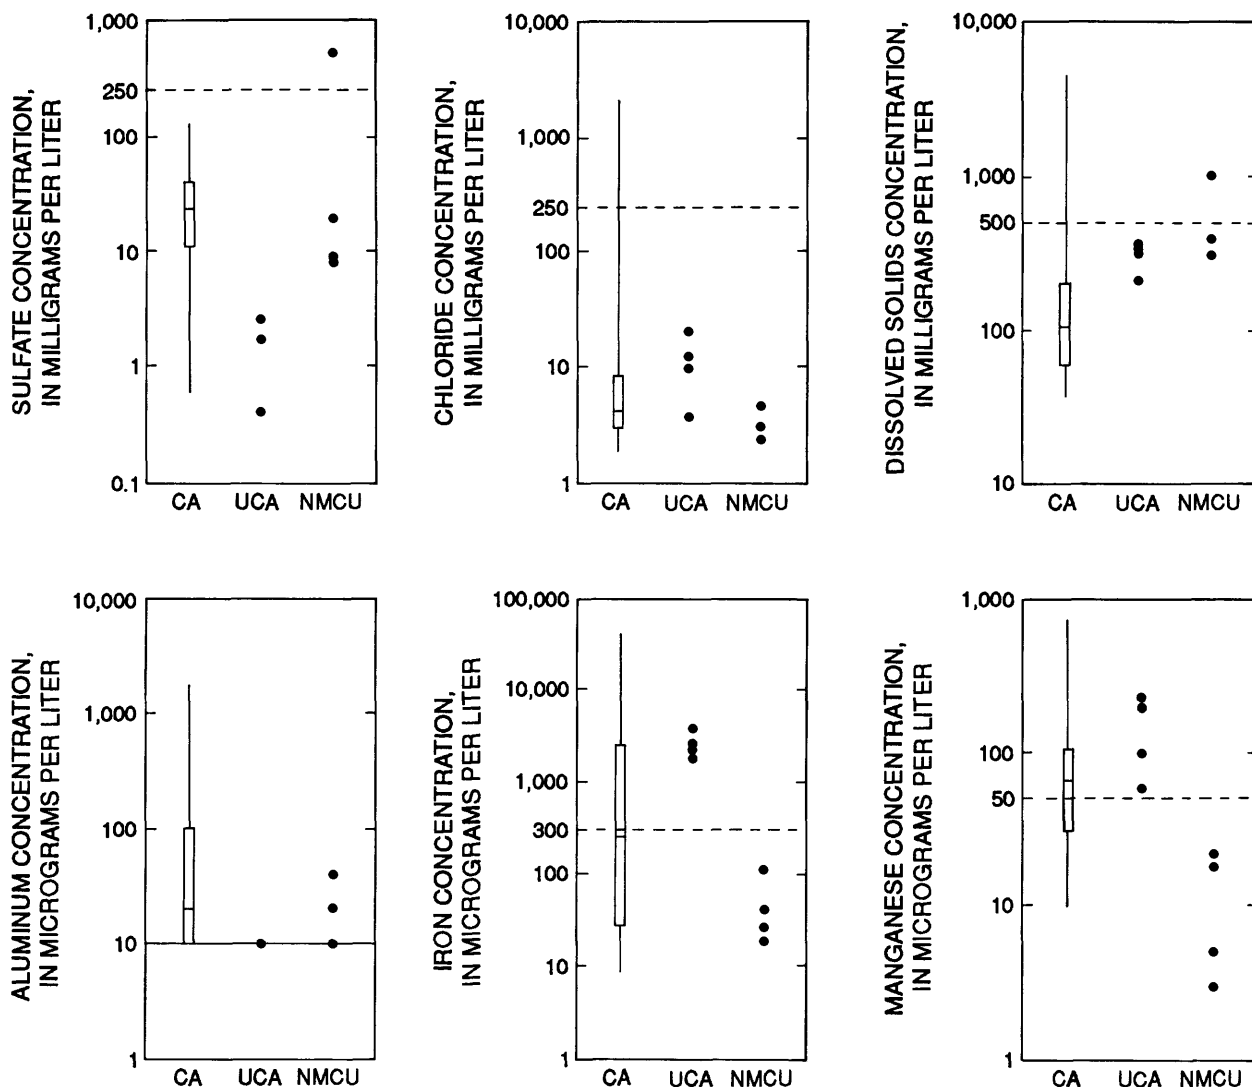 SULFATE CONCENTRATION,
IN MILLIGRAMS PER LITER
1,000
250
100
10
1
0.1
CA UCA NMCU
CHLORIDE CONCENTRATION,
IN MILLIGRAMS PER LITER
10,000
1,000
250
100
10
1
CA UCA NMCU
DISSOLVED SOLIDS CONCENTRATION,
IN MILLIGRAMS PER LITER
10,000
1,000
500
100
10
CA UCA NMCU
ALUMINUM CONCENTRATION,
IN MICROGRAMS PER LITER
10,000
1,000
100
10
1
CA UCA NMCU
IRON CONCENTRATION,
IN MICROGRAMS PER LITER
100,000
10,000
1,000
300
100
10
1
CA UCA NMCU
MANGANESE CONCENTRATION,
IN MICROGRAMS PER LITER
1,000
100
50
10
1
CA UCA NMCU